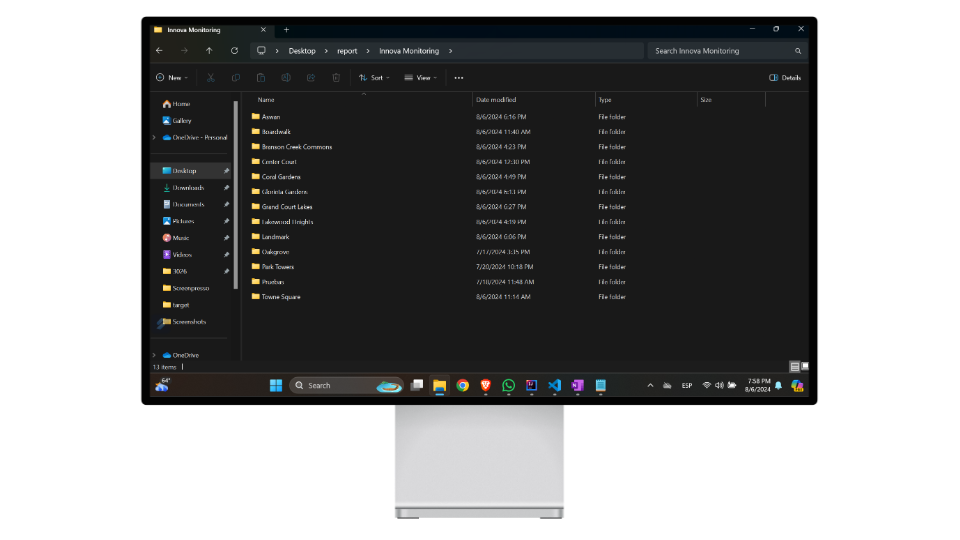 Innova Monitoring
Desktop > report > Innova Monitoring >
Search Innova Monitoring
New
Sort
View
Details
Name Date modified Type Size
Home
Gallery
OneDrive - Personal
Desktop
Downloads
Documents
Pictures
Music
Videos
1026
Screenpresso
target
Screenshots
OneDrive
Aswan 8/6/2024 6:16 PM File folder
Boardwalk 8/6/2024 11:40 AM File folder
Branson Creek Commons 8/6/2024 4:23 PM File folder
Center Court 8/6/2024 12:30 PM File folder
Coral Gardens 8/6/2024 4:49 PM File folder
Glorieta Gardens 8/6/2024 6:33 PM File folder
Grand Court Lakes 8/6/2024 6:27 PM File folder
Lakewood Heights 8/6/2024 4:19 PM File folder
Landmark 8/6/2024 6:06 PM File folder
Oakgrove 7/17/2024 3:35 PM File folder
Park Towers 7/20/2024 10:18 PM File folder
Pruebas 7/18/2024 11:48 AM File folder
Towne Square 8/6/2024 11:14 AM File folder
13 items
64°
Search
ESP
7:58 PM
8/6/2024